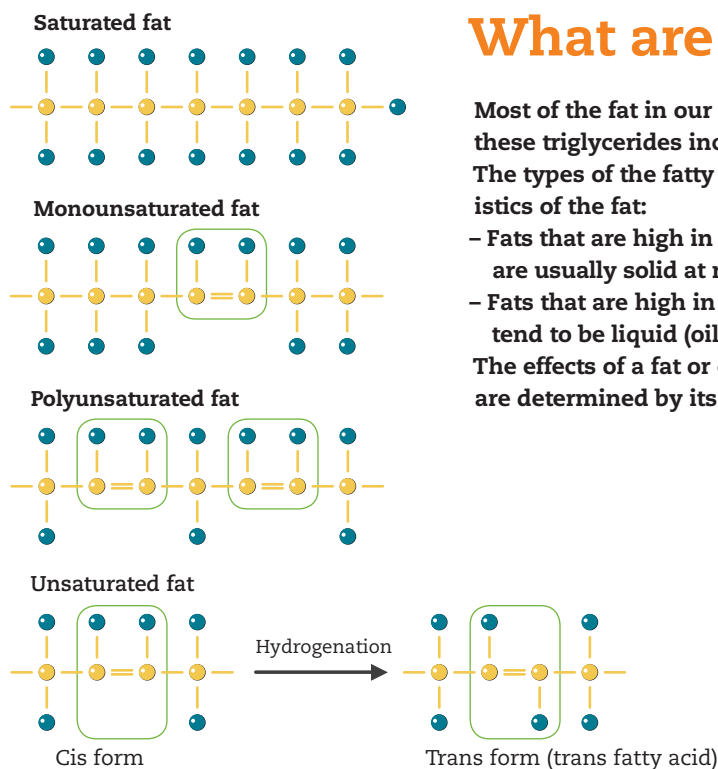 Saturated fat
Monounsaturated fat
Polyunsaturated fat
Unsaturated fat
Hydrogenation
Cis form
Trans form (trans fatty acid)
What are
Most of the fat in our
these triglycerides inc
The types of the fatty
istics of the fat:
– Fats that are high in
are usually solid at
– Fats that are high in
tend to be liquid (oil
The effects of a fat or
are determined by its